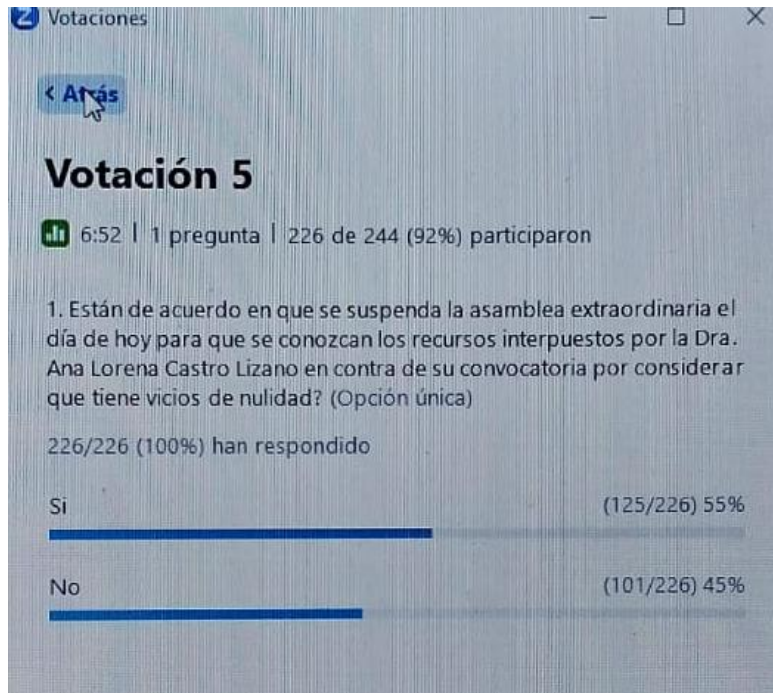 Z Votaciones
< Atrás
Votación 5
6:52 | 1 pregunta | 226 de 244 (92%) participaron
1. Están de acuerdo en que se suspenda la asamblea extraordinaria el
día de hoy para que se conozcan los recursos interpuestos por la Dra.
Ana Lorena Castro Lizano en contra de su convocatoria por considerar
que tiene vicios de nulidad? (Opción única)
226/226 (100%) han respondido
Si (125/226) 55%
No (101/226) 45%